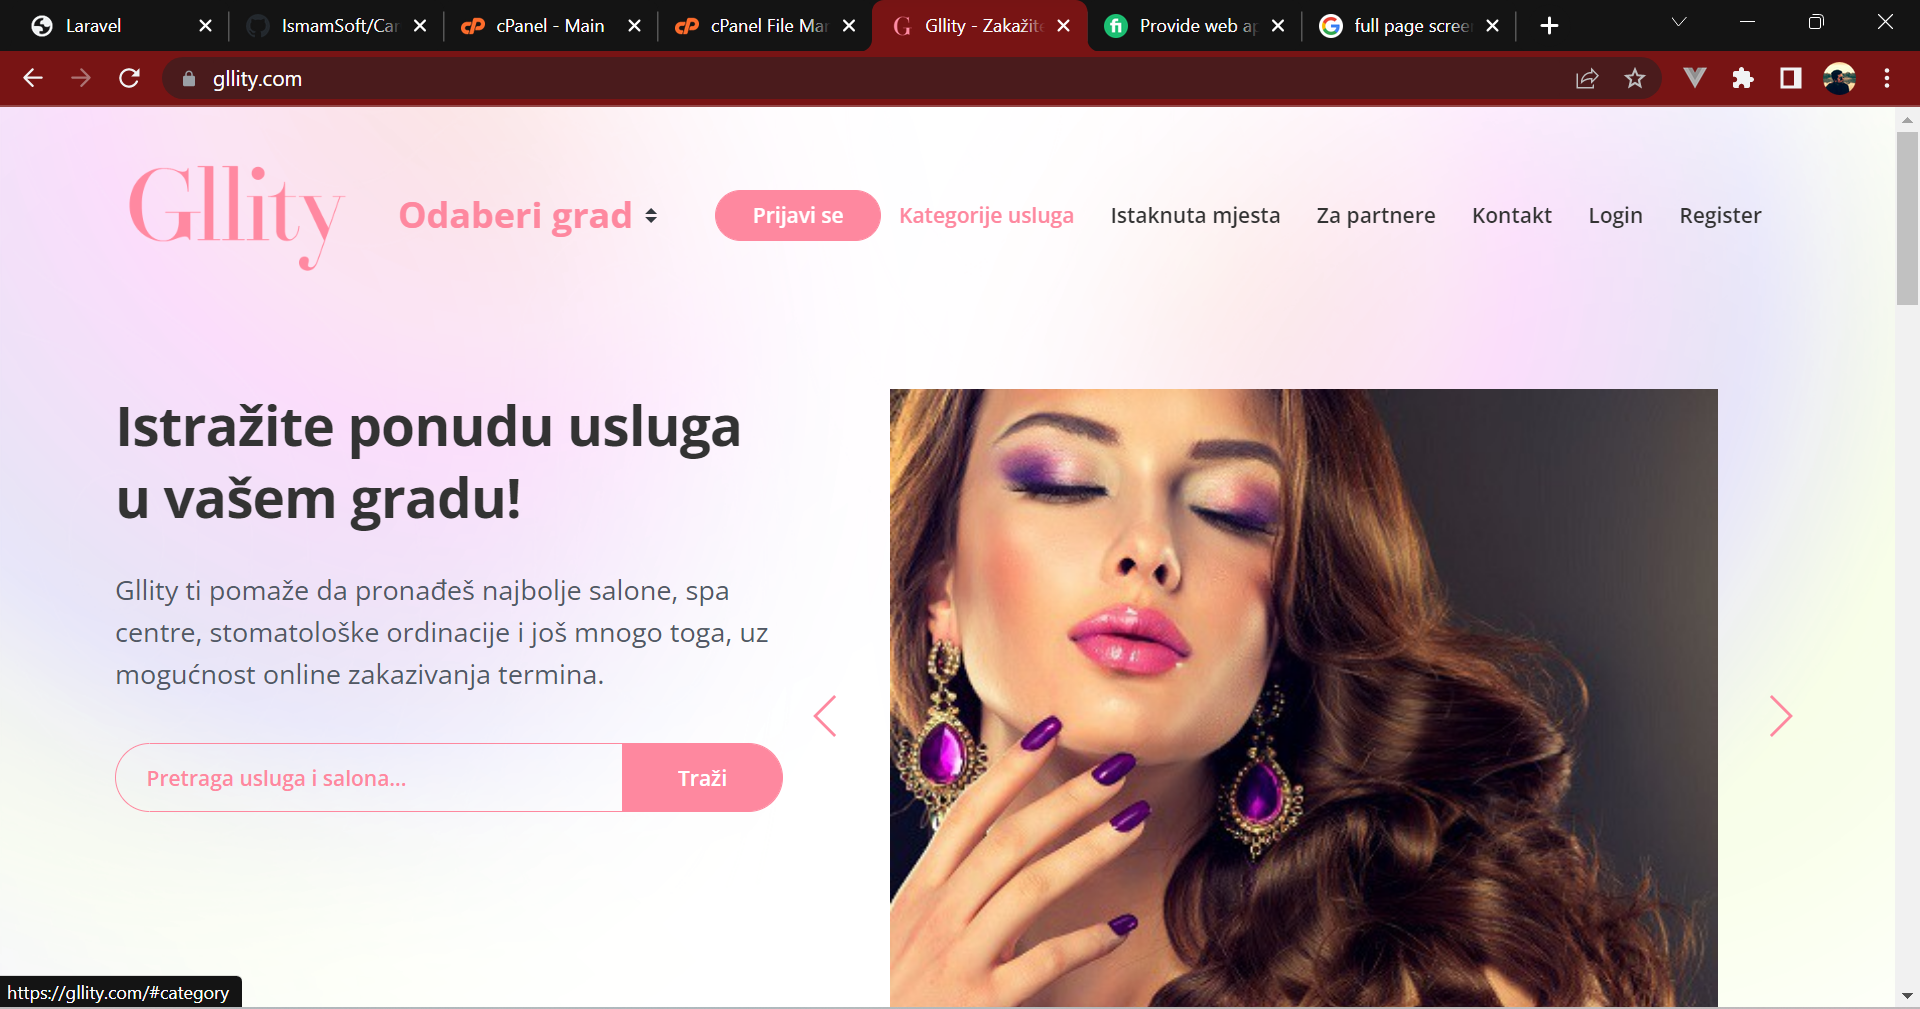 Laravel
IsmamSoft/Car
cPanel - Main
cPanel File Mar
Gllity - Zakažite
Provide web ap
full page scree
gllity.com
Gllity
Odaberi grad
Prijavi se
Kategorije usluga
Istaknuta mjesta
Za partnere
Kontakt
Login
Register
Istražite ponudu usluga
u vašem gradu!
Gllity ti pomaže da pronađeš najbolje salone, spa
centre, stomatološke ordinacije i još mnogo toga, uz
mogućnost online zakazivanja termina.
Pretraga usluga i salona...
Traži
https://gllity.com/#category